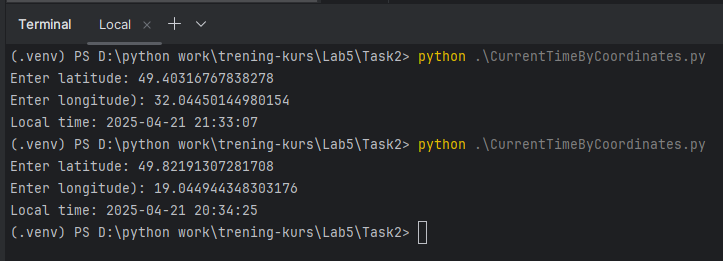 Terminal Local
(.venv) PS D:\python work\trening-kurs\Lab5\Task2> python .\CurrentTimeByCoordinates.py
Enter latitude: 49.40316767838278
Enter longitude): 32.04450144980154
Local time: 2025-04-21 21:33:07
(.venv) PS D:\python work\trening-kurs\Lab5\Task2> python .\CurrentTimeByCoordinates.py
Enter latitude: 49.82191307281708
Enter longitude): 19.044944348303176
Local time: 2025-04-21 20:34:25
(.venv) PS D:\python work\trening-kurs\Lab5\Task2>